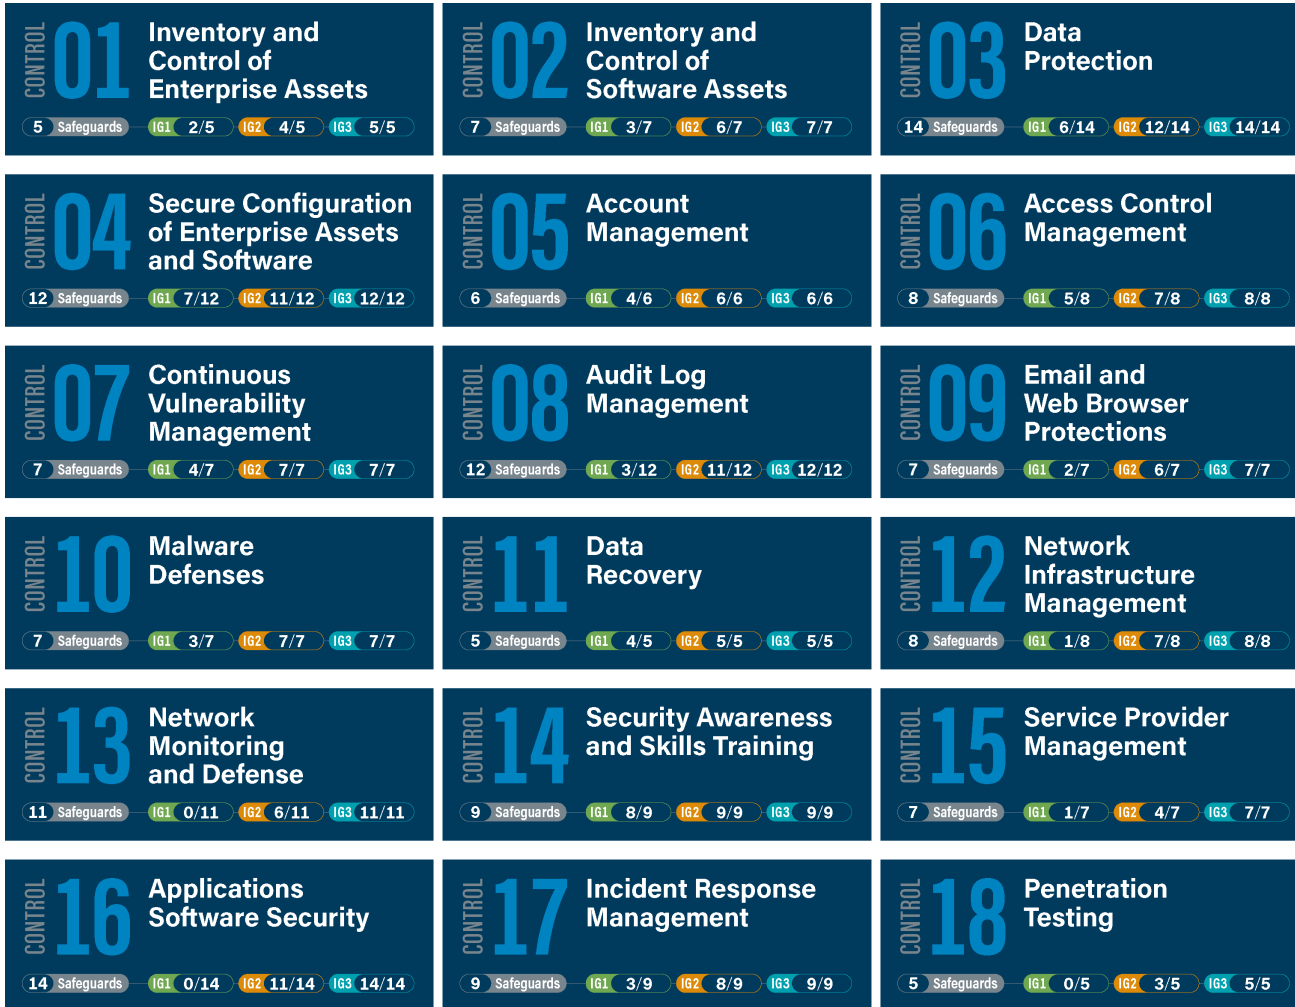 CONTROL
01
Inventory and
Control of
Enterprise Assets
5 Safeguards IG1 2/5 IG2 4/5 IG3 5/5
CONTROL
02
Inventory and
Control of
Software Assets
7 Safeguards IG1 3/7 IG2 6/7 IG3 7/7
CONTROL
03
Data
Protection
14 Safeguards IG1 6/14 IG2 12/14 IG3 14/14
CONTROL
04
Secure Configuration
of Enterprise Assets
and Software
12 Safeguards IG1 7/12 IG2 11/12 IG3 12/12
CONTROL
05
Account
Management
6 Safeguards IG1 4/6 IG2 6/6 IG3 6/6
CONTROL
06
Access Control
Management
8 Safeguards IG1 5/8 IG2 7/8 IG3 8/8
CONTROL
07
Continuous
Vulnerability
Management
7 Safeguards IG1 4/7 IG2 7/7 IG3 7/7
CONTROL
08
Audit Log
Management
12 Safeguards IG1 3/12 IG2 11/12 IG3 12/12
CONTROL
09
Email and
Web Browser
Protections
7 Safeguards IG1 2/7 IG2 6/7 IG3 7/7
CONTROL
10
Malware
Defenses
7 Safeguards IG1 3/7 IG2 7/7 IG3 7/7
CONTROL
11
Data
Recovery
5 Safeguards IG1 4/5 IG2 5/5 IG3 5/5
CONTROL
12
Network
Infrastructure
Management
8 Safeguards IG1 1/8 IG2 7/8 IG3 8/8
CONTROL
13
Network
Monitoring
and Defense
11 Safeguards IG1 0/11 IG2 6/11 IG3 11/11
CONTROL
14
Security Awareness
and Skills Training
9 Safeguards IG1 8/9 IG2 9/9 IG3 9/9
CONTROL
15
Service Provider
Management
7 Safeguards IG1 1/7 IG2 4/7 IG3 7/7
CONTROL
16
Applications
Software Security
14 Safeguards IG1 0/14 IG2 11/14 IG3 14/14
CONTROL
17
Incident Response
Management
9 Safeguards IG1 3/9 IG2 8/9 IG3 9/9
CONTROL
18
Penetration
Testing
5 Safeguards IG1 0/5 IG2 3/5 IG3 5/5